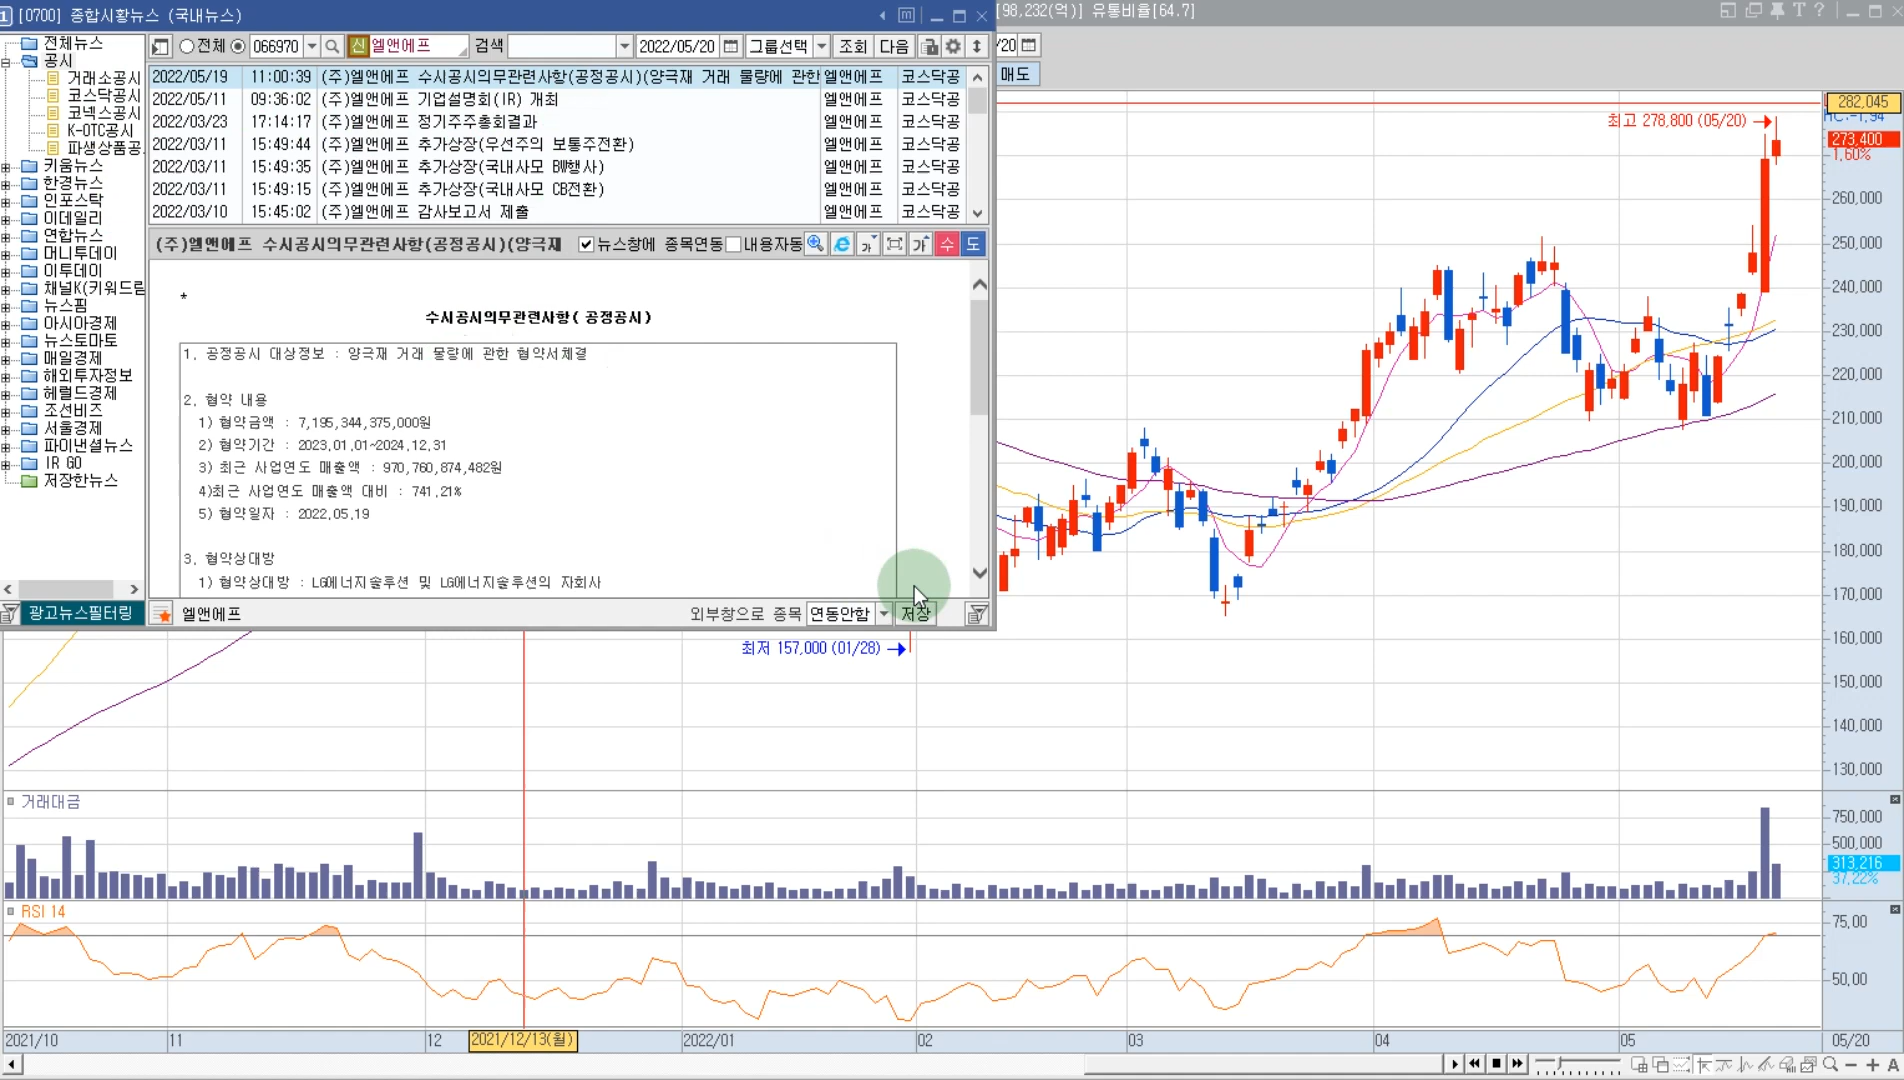 [0700] 종합시황뉴스 (국내뉴스)
[98,232(억)] 유통비율[64.7]
전체뉴스
공시
거래소공시
코스닥공시
코넥스공시
K-OTC공시
파생상품공
키움뉴스
한경뉴스
인포스탁
이데일리
연합뉴스
머니투데이
이투데이
채널K(키워드림
뉴스핌
아시아경제
뉴스토마토
매일경제
해외투자정보
헤럴드경제
조선비즈
서울경제
파이낸셜뉴스
IR GO
저장한뉴스
광고뉴스필터링
전체 066970 신 엘앤에프 검색 2022/05/20 그룹선택 조회 다음
/20
매도
2022/05/19 11:00:39 (주)엘앤에프 수시공시의무관련사항(공정공시)(양극재 거래 물량에 관한 엘앤에프 코스닥공
2022/05/11 09:36:02 (주)엘앤에프 기업설명회(IR) 개최 엘앤에프 코스닥공
2022/03/23 17:14:17 (주)엘앤에프 정기주주총회결과 엘앤에프 코스닥공
2022/03/11 15:49:44 (주)엘앤에프 추가상장(우선주의 보통주전환) 엘앤에프 코스닥공
2022/03/11 15:49:35 (주)엘앤에프 추가상장(국내사모 BW행사) 엘앤에프 코스닥공
2022/03/11 15:49:15 (주)엘앤에프 추가상장(국내사모 CB전환) 엘앤에프 코스닥공
2022/03/10 15:45:02 (주)엘앤에프 감사보고서 제출 엘앤에프 코스닥공
(주)엘앤에프 수시공시의무관련사항(공정공시)(양극재 뉴스창에 종목연동 내용자동 가 가 수 도
*
수시공시의무관련사항( 공정공시)
1. 공정공시 대상정보 : 양극재 거래 물량에 관한 협약서체결
2. 협약 내용
1) 협약금액 : 7,195,344,375,000원
2) 협약기간 : 2023.01.01~2024.12.31
3) 최근 사업연도 매출액 : 970,760,874,482원
4)최근 사업연도 매출액 대비 : 741.21%
5) 협약일자 : 2022.05.19
3. 협약상대방
1) 협약상대방 : LG에너지솔루션 및 LG에너지솔루션의 자회사
엘앤에프 외부창으로 종목 연동안함 저장
최고 278,800 (05/20)
최저 157,000 (01/28)
282,045
HC:-1.94
273,400
1.60%
260,000
250,000
240,000
230,000
220,000
210,000
200,000
190,000
180,000
170,000
160,000
150,000
140,000
130,000
거래대금
750,000
500,000
313,216
37.22%
RSI 14
75.00
50.00
2021/10 11 12 2021/12/13(월) 2022/01 02 03 04 05 05/20